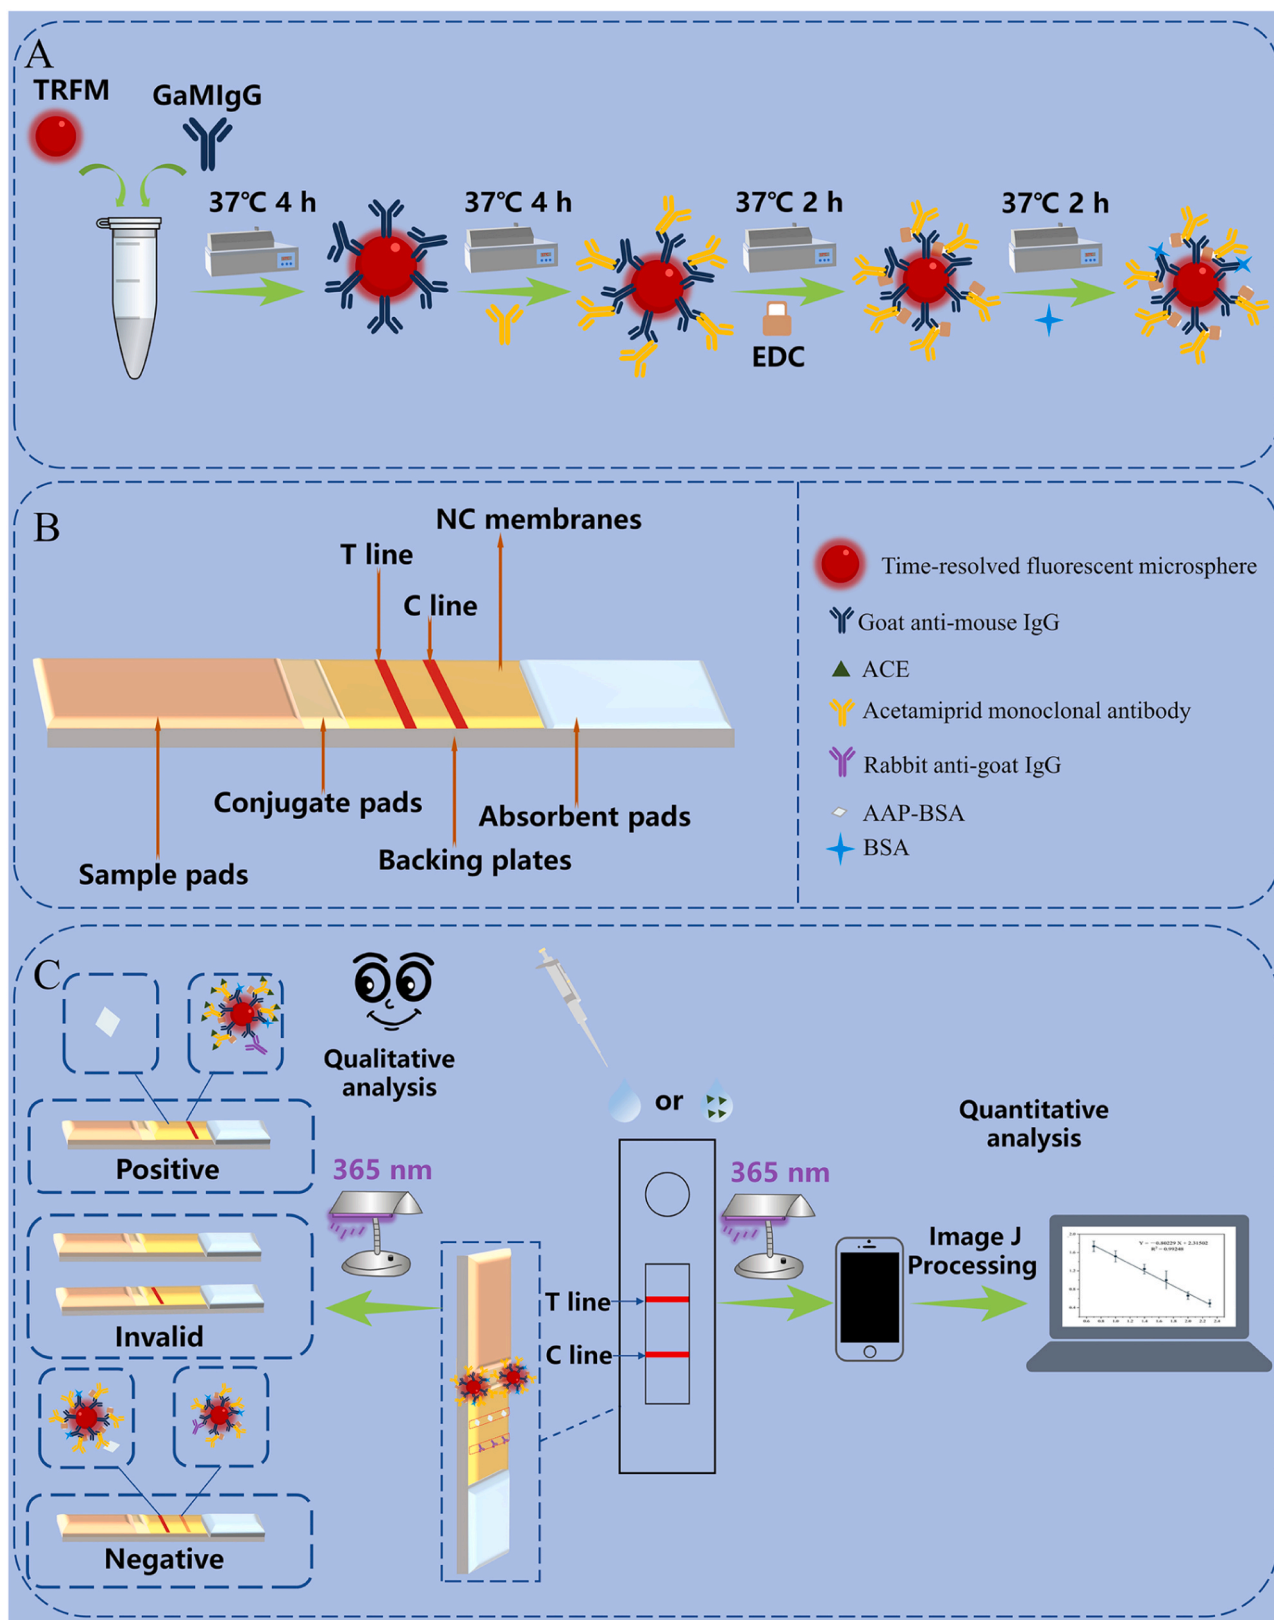 A
TRFM
GaMIgG
37℃ 4 h
37℃ 4 h
37℃ 2 h
37℃ 2 h
EDC
B
NC membranes
T line
C line
Conjugate pads
Absorbent pads
Backing plates
Sample pads
Time-resolved fluorescent microsphere
Goat anti-mouse IgG
ACE
Acetamiprid monoclonal antibody
Rabbit anti-goat IgG
AAP-BSA
BSA
C
Qualitative
analysis
or
Quantitative
analysis
Positive
365 nm
365 nm
Image J
Processing
T line
C line
Invalid
Negative